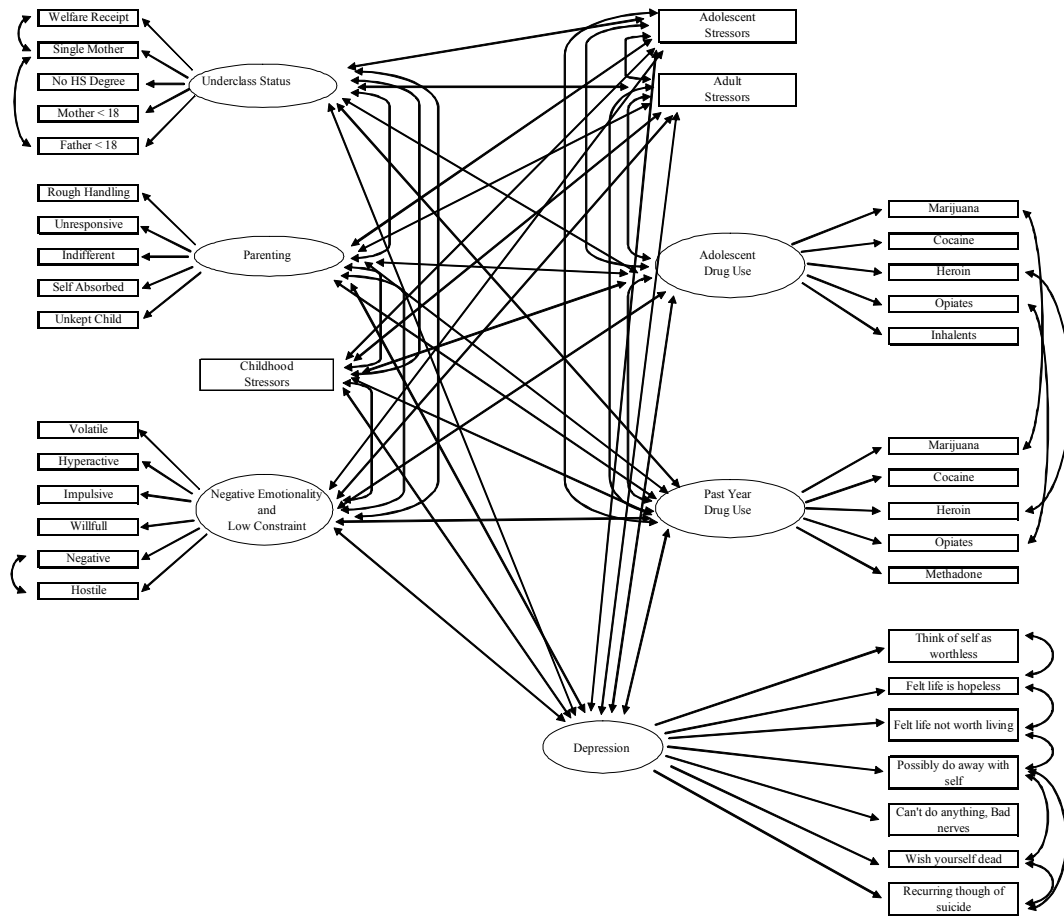 Welfare Receipt
Single Mother
No HS Degree
Mother < 18
Father < 18
Underclass Status
Rough Handling
Unresponsive
Indifferent
Self Absorbed
Unkept Child
Parenting
Childhood
Stressors
Volatile
Hyperactive
Impulsive
Willfull
Negative
Hostile
Negative Emotionality
and
Low Constraint
Adolescent
Stressors
Adult
Stressors
Adolescent
Drug Use
Marijuana
Cocaine
Heroin
Opiates
Inhalents
Past Year
Drug Use
Marijuana
Cocaine
Heroin
Opiates
Methadone
Depression
Think of self as
worthless
Felt life is hopeless
Felt life not worth living
Possibly do away with
self
Can't do anything, Bad
nerves
Wish yourself dead
Recurring though of
suicide